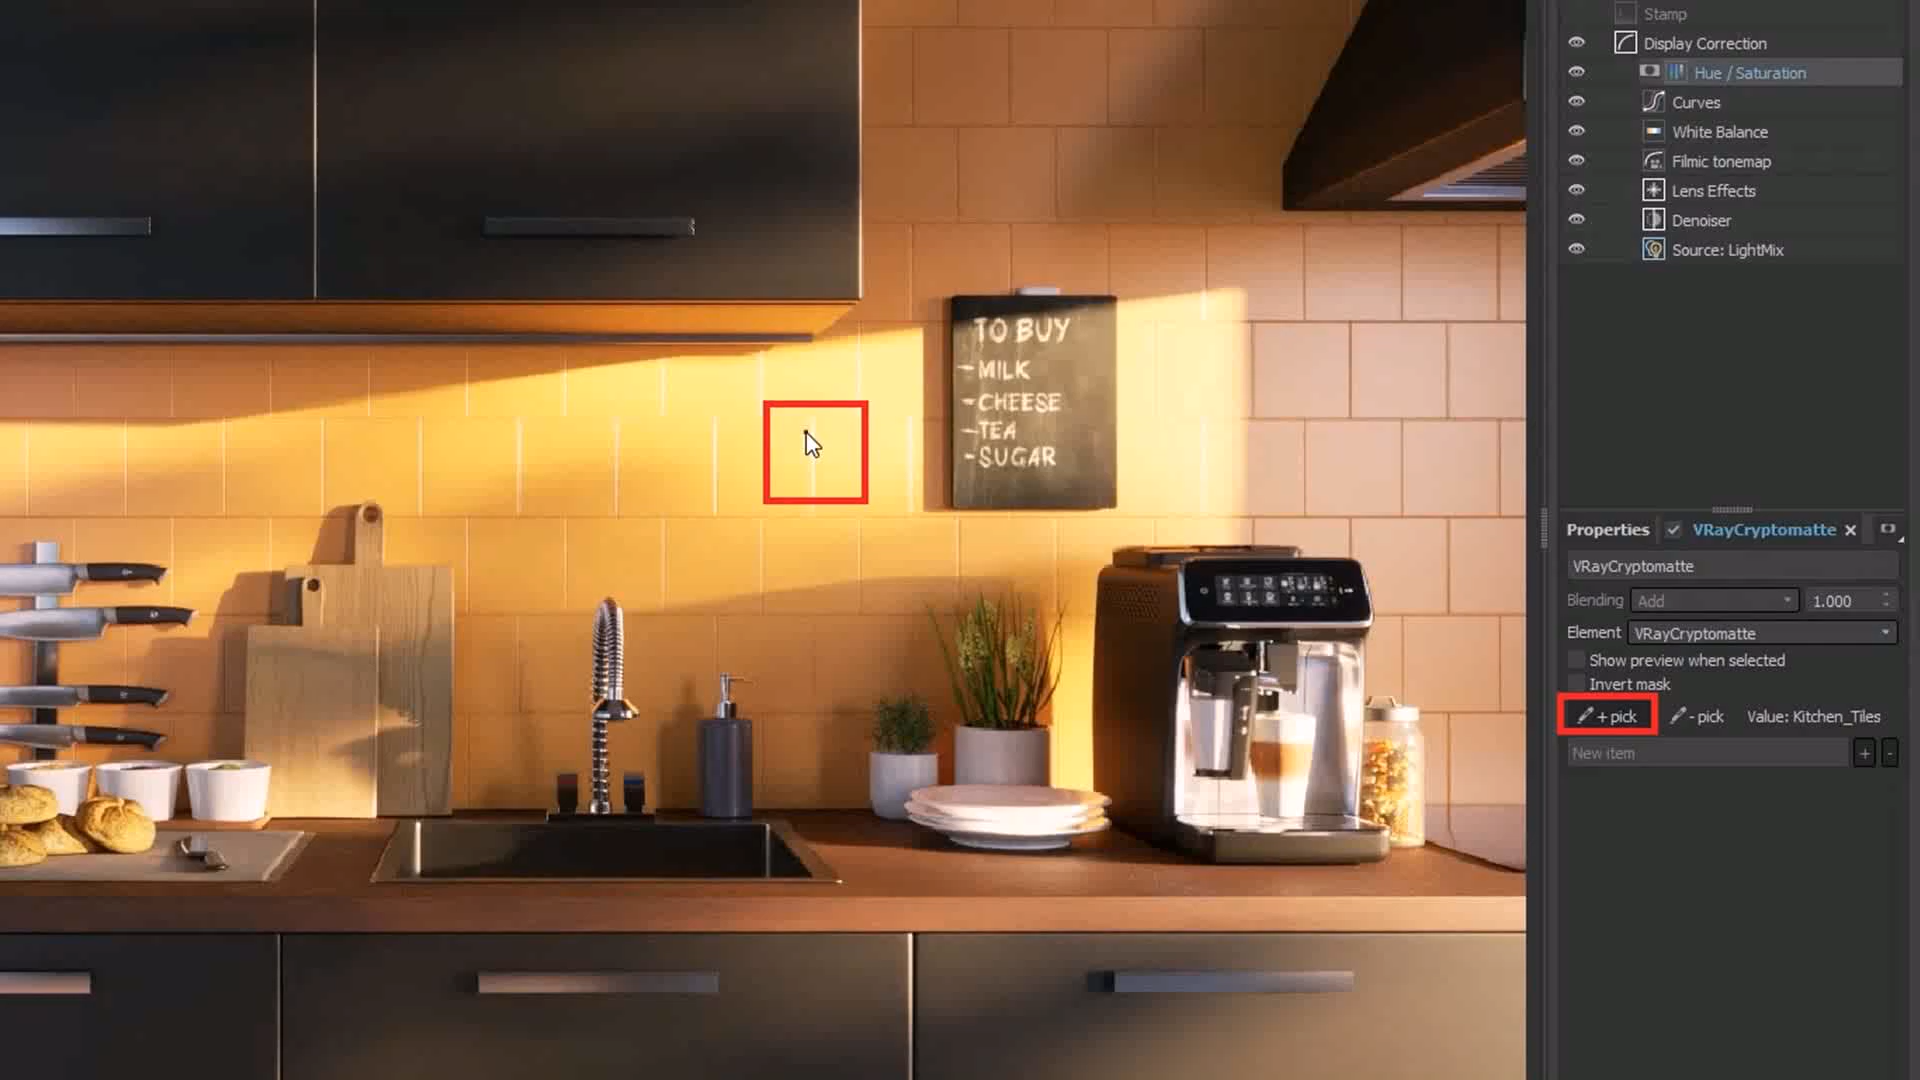 Stamp
Display Correction
Hue / Saturation
Curves
White Balance
Filmic tonemap
Lens Effects
Denoiser
Source: LightMix
TO BUY
-MILK
-CHEESE
-TEA
-SUGAR
Properties VRayCryptomatte
VRayCryptomatte
Blending Add 1.000
Element VRayCryptomatte
Show preview when selected
Invert mask
+ pick - pick Value: Kitchen_Tiles
New item + -